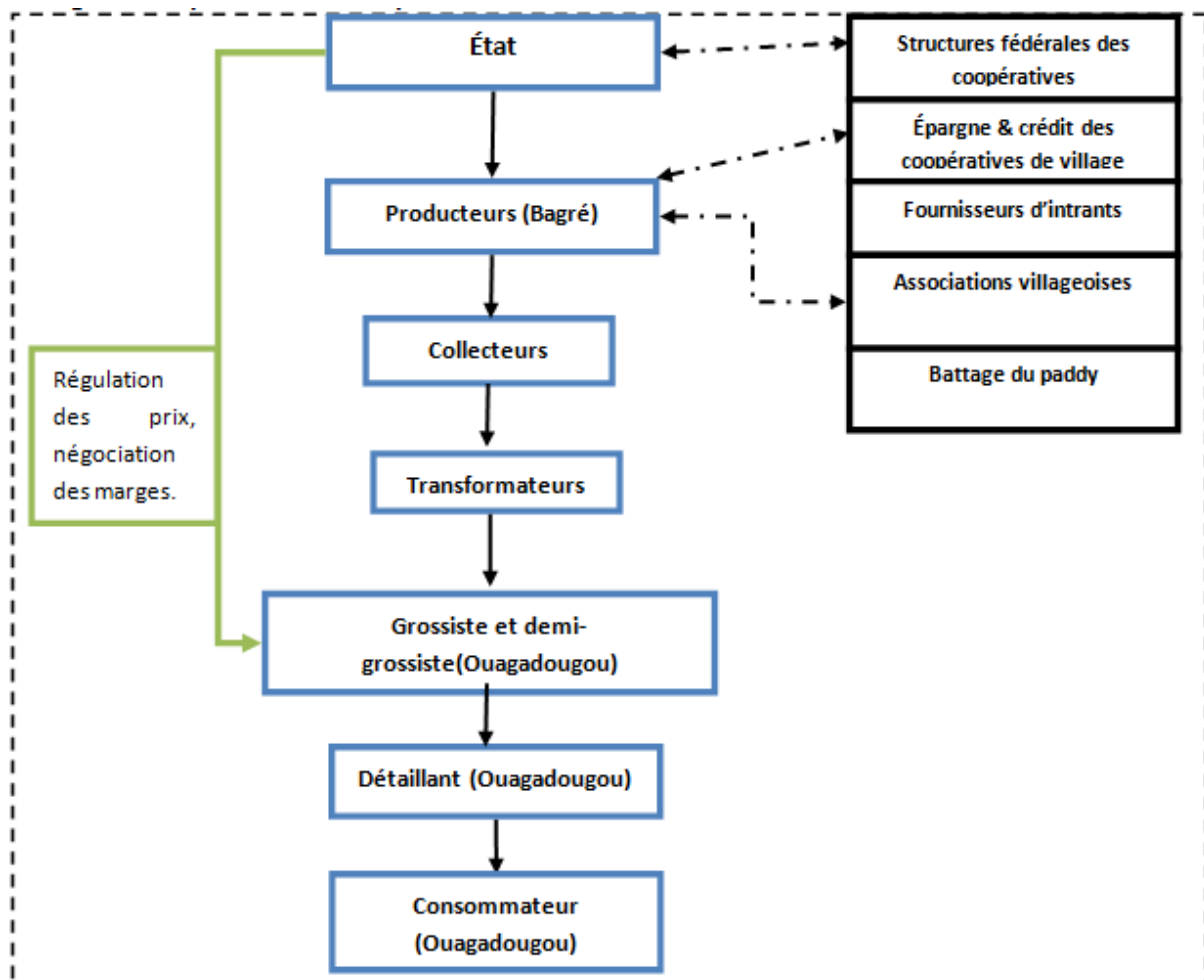 État
Structures fédérales des
coopératives
Épargne & crédit des
coopératives de village
Producteurs (Bagré)
Fournisseurs d'intrants
Associations villageoises
Collecteurs
Battage du paddy
Régulation
des prix,
négociation
des marges.
Transformateurs
Grossiste et demi-
grossiste(Ouagadougou)
Détaillant (Ouagadougou)
Consommateur
(Ouagadougou)